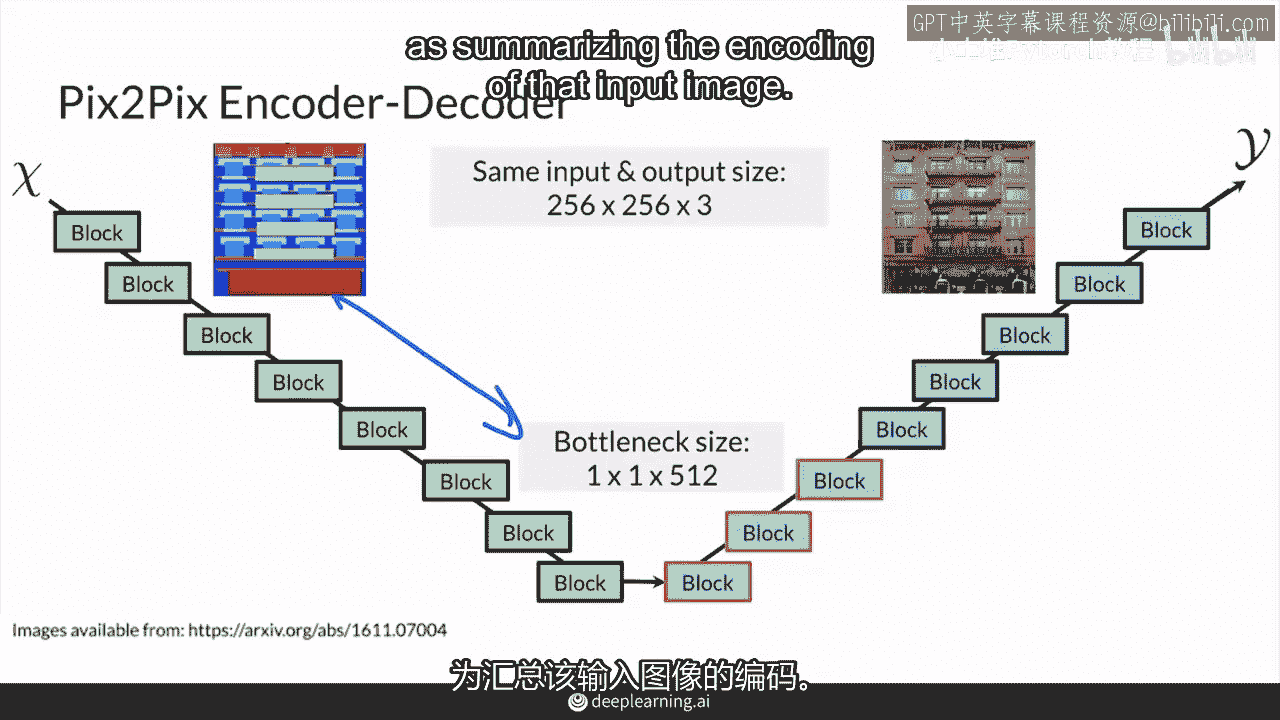 GPT中英字幕课程资源@bilibili.com
as summarizing the encoding
of that input image.
Pix2Pix Encoder-Decoder
x
y
Same input & output size:
256 x 256 x 3
Block
Block
Block
Block
Block
Block
Block
Block
Bottleneck size:
1 x 1 x 512
Block
Block
Block
Block
Block
Block
Block
Block
Images available from: https://arxiv.org/abs/1611.07004
为汇总该输入图像的编码。
deeplearning.ai